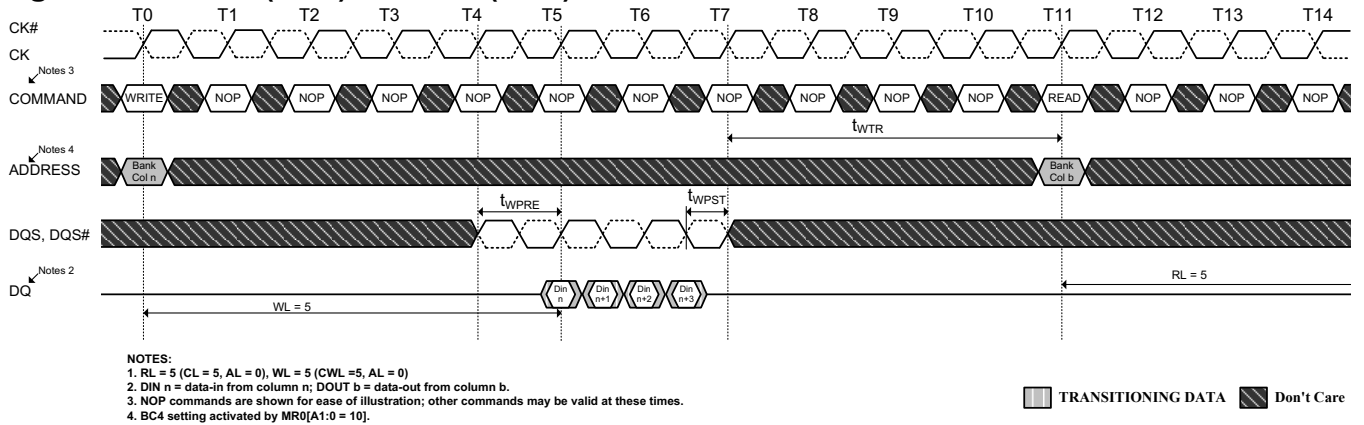 T0 T1 T2 T3 T4 T5 T6 T7 T8 T9 T10 T11 T12 T13 T14
CK#
CK
Notes 3
COMMAND WRITE NOP NOP NOP NOP NOP NOP NOP NOP NOP NOP READ NOP NOP NOP
tWTR
Notes 4
ADDRESS Bank Col n Bank Col b
tWPRE tWPST
DQS, DQS#
Notes 2
DQ Din n Din n+1 Din n+2 Din n+3 RL = 5
WL = 5
NOTES:
1. RL = 5 (CL = 5, AL = 0), WL = 5 (CWL =5, AL = 0)
2. DIN n = data-in from column n; DOUT b = data-out from column b.
3. NOP commands are shown for ease of illustration; other commands may be valid at these times.
4. BC4 setting activated by MR0[A1:0 = 10].
TRANSITIONING DATA Don't Care